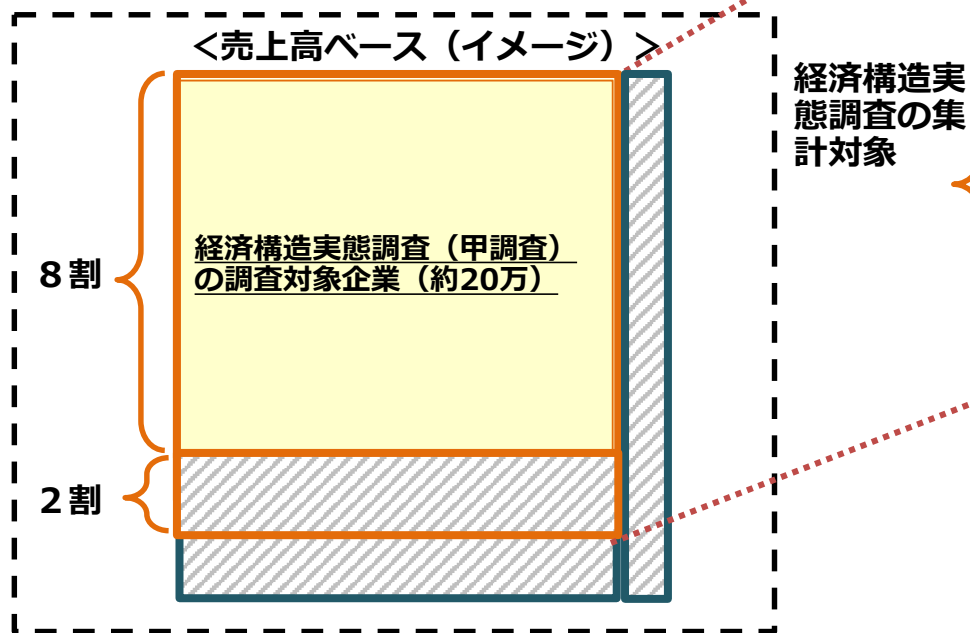 ＜売上高ベース（イメージ）＞
経済構造実
態調査の集
計対象
経済構造実態調査（甲調査）
の調査対象企業（約20万）
８割
２割